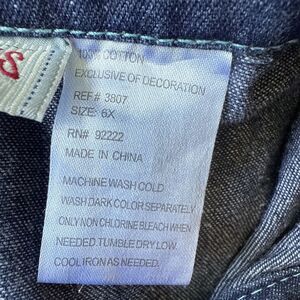 100% COTTON
EXCLUSIVE OF DECORATION
REF# 3807
SIZE: 6X
RN# 92222
MADE IN CHINA
MACHINE WASH COLD
WASH DARK COLOR SEPARATELY
ONLY NON CHLORINE BLEACH WHEN
NEEDED. TUMBLE DRY LOW.
COOL IRON AS NEEDED.